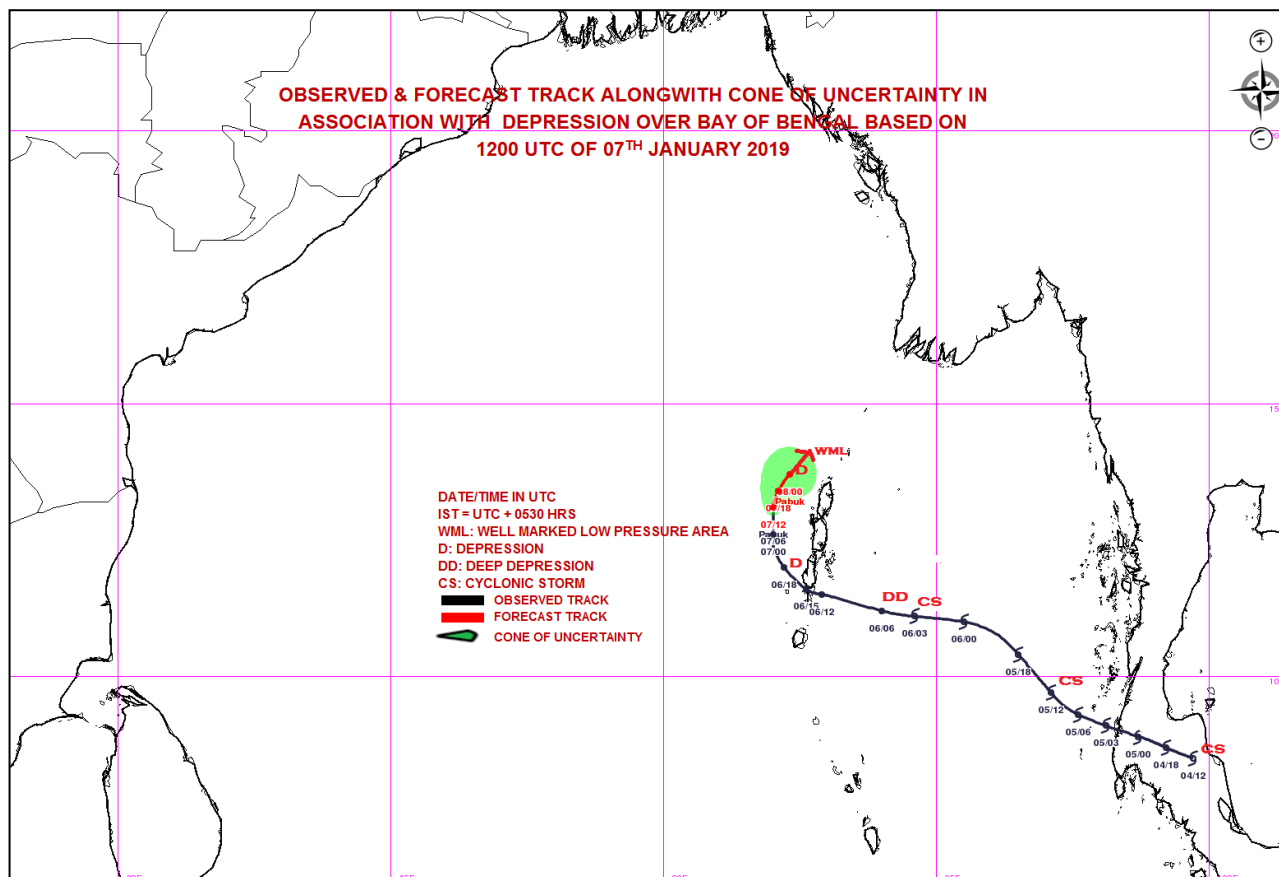 OBSERVED & FORECAST TRACK ALONGWITH CONE OF UNCERTAINTY IN
ASSOCIATION WITH DEPRESSION OVER BAY OF BENGAL BASED ON
1200 UTC OF 07TH JANUARY 2019
15
WML
D
08/00
Pabuk
07/18
07/12
Pabuk
07/06
07/00
D
06/18
06/15
06/12
DD
CS
06/06
06/03
06/00
05/18
CS
05/12
05/06
05/03
05/00
04/18
CS
04/12
10
DATE/TIME IN UTC
IST = UTC + 0530 HRS
WML: WELL MARKED LOW PRESSURE AREA
D: DEPRESSION
DD: DEEP DEPRESSION
CS: CYCLONIC STORM
OBSERVED TRACK
FORECAST TRACK
CONE OF UNCERTAINTY